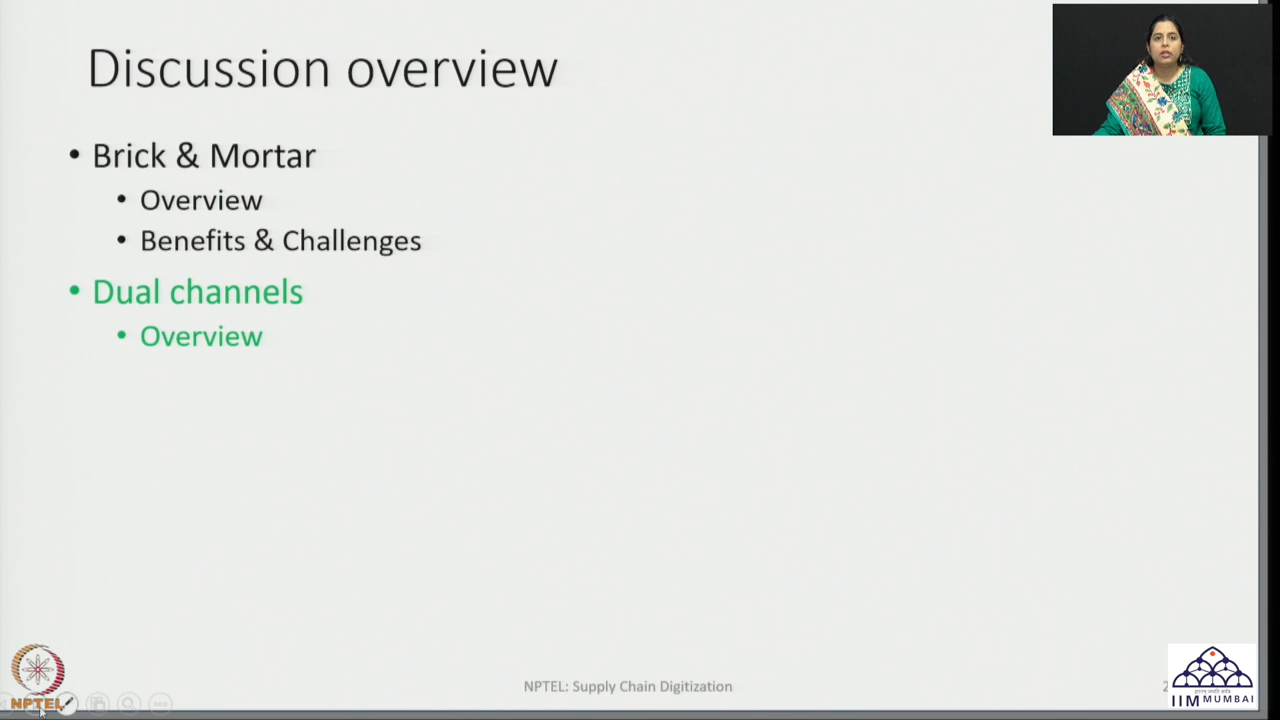 Discussion overview
• Brick & Mortar
• Overview
• Benefits & Challenges
• Dual channels
• Overview
NPTEL
NPTEL: Supply Chain Digitization
IIM MUMBAI